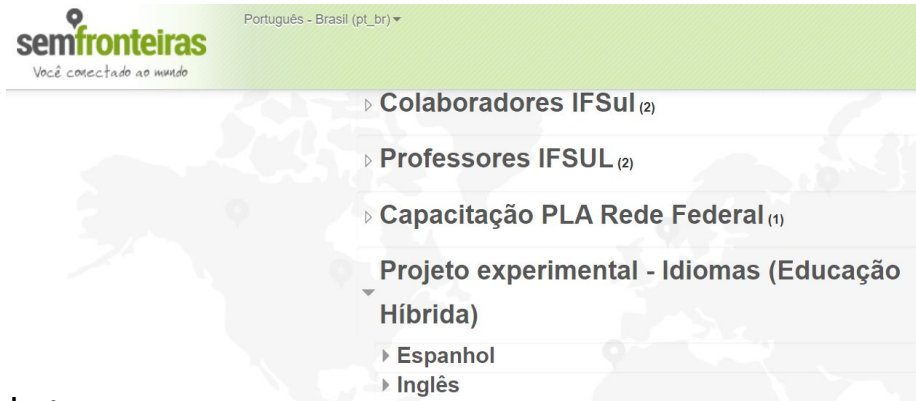 semfronteiras
Você conectado ao mundo
Português - Brasil (pt_br)
Colaboradores IFSul (2)
Professores IFSUL (2)
Capacitação PLA Rede Federal (1)
Projeto experimental - Idiomas (Educação
Híbrida)
Espanhol
Inglês